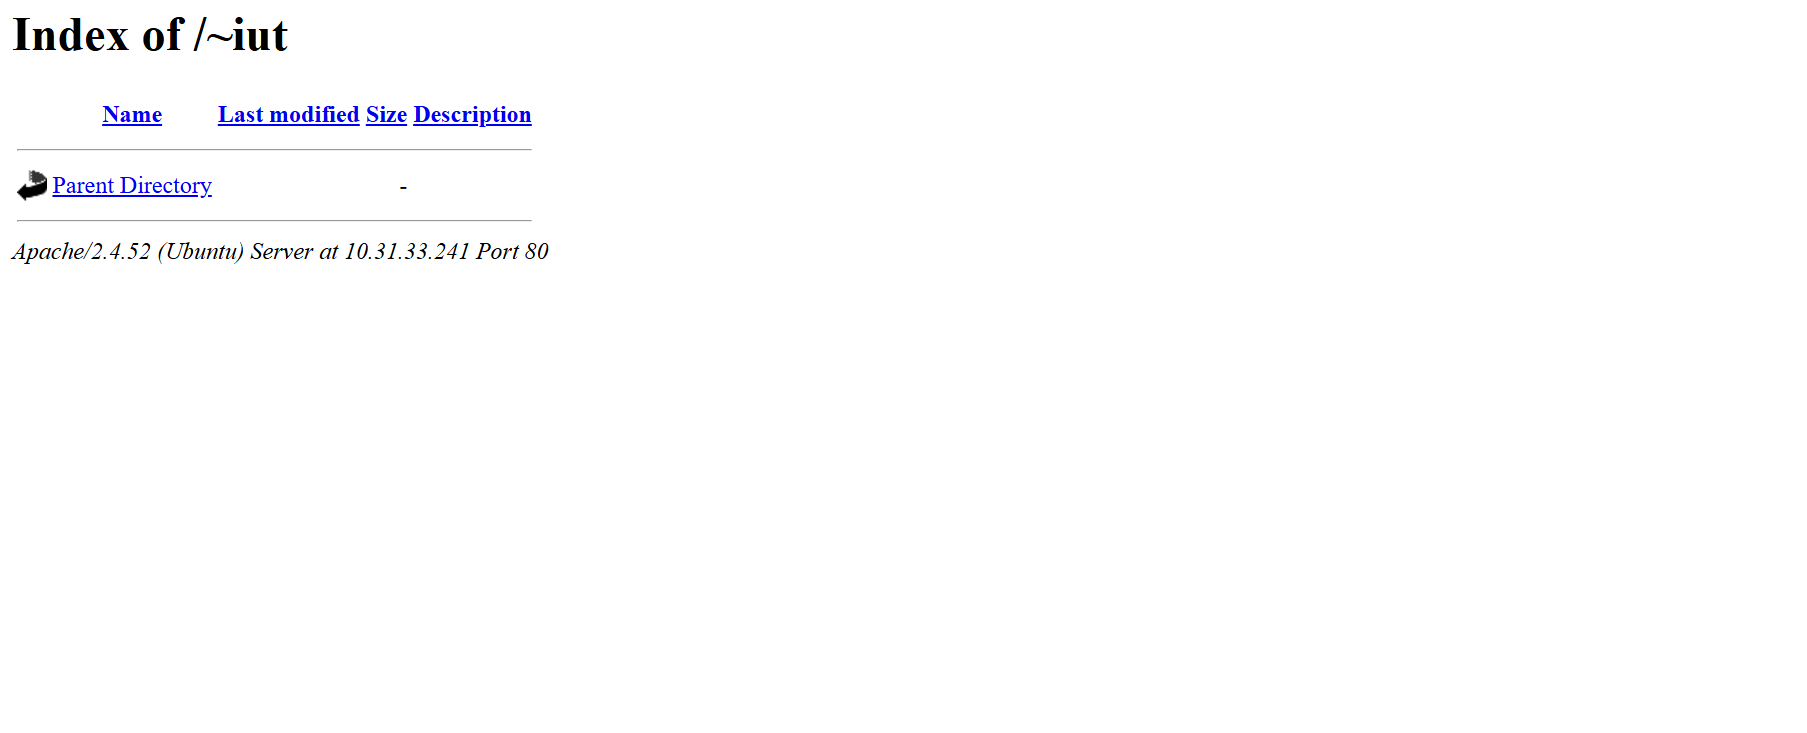 Index of /~iut
Name Last modified Size Description
Parent Directory -
Apache/2.4.52 (Ubuntu) Server at 10.31.33.241 Port 80